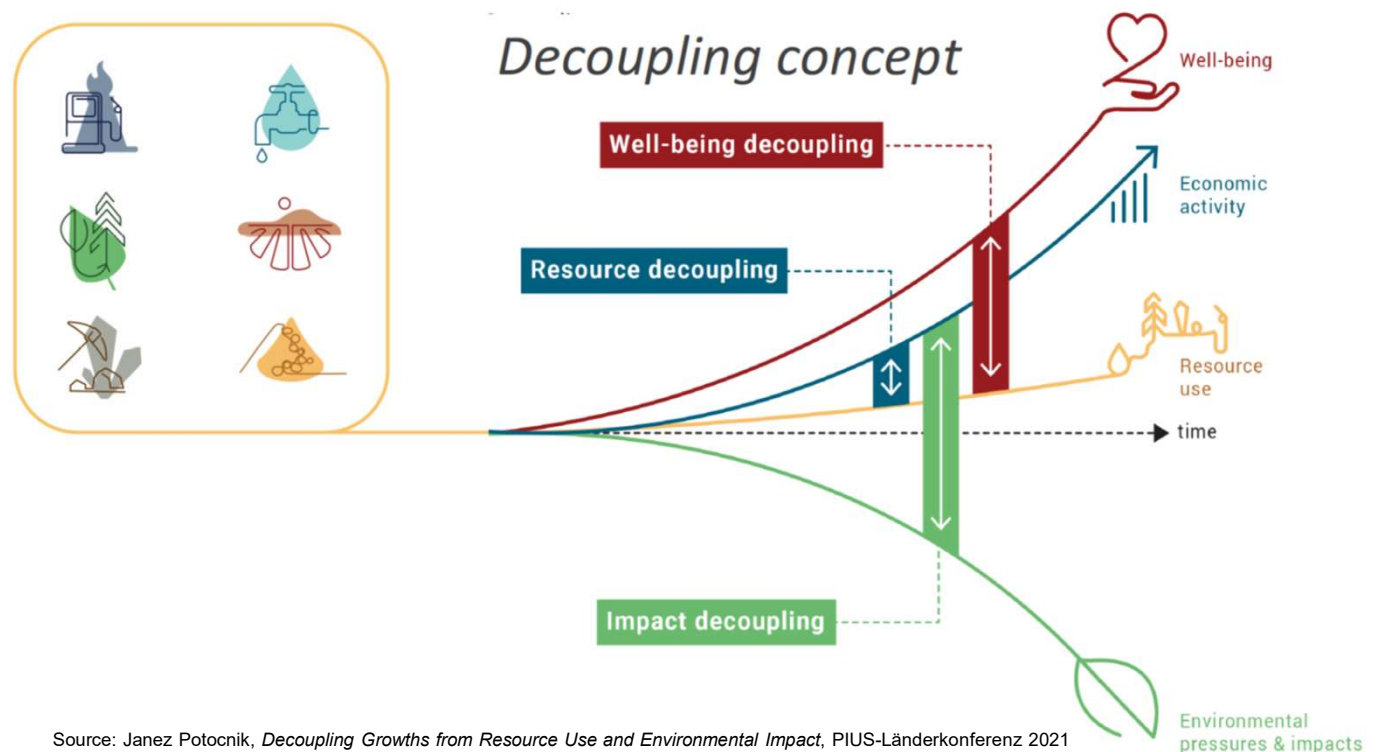 Decoupling concept
Well-being
Well-being decoupling
Economic
activity
Resource decoupling
Resource
use
time
Impact decoupling
Environmental
pressures & impacts
Source: Janez Potocnik, Decoupling Growths from Resource Use and Environmental Impact, PIUS-Länderkonferenz 2021